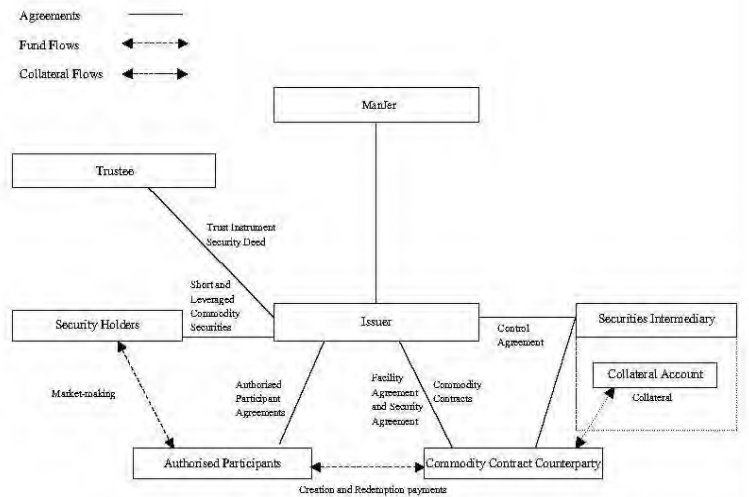 Agreements
Fund Flows
Collateral Flows
ManJer
Trustee
Trust Instrument
Security Deed
Short and
Leveraged
Commodity
Securities
Security Holders
Issuer
Securities Intermediary
Control
Agreement
Collateral Account
Collateral
Market-making
Authorised
Participant
Agreements
Facility
Agreement
and Security
Agreement
Commodity
Contracts
Authorised Participants
Commodity Contract Counterparty
Creation and Redemption payments